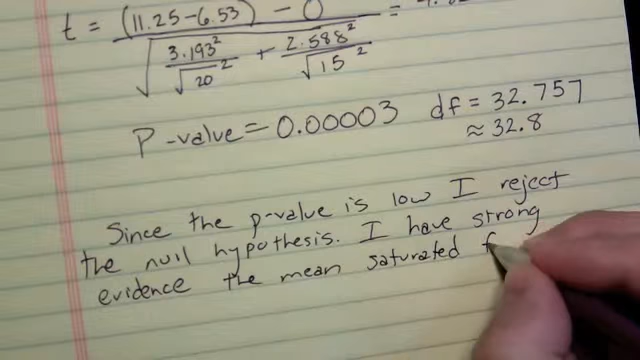 t = (11.25-6.53) - 0 / √(3.193²/√20² + 2.588²/√15²) =
P-value = 0.00003 df = 32.757
≈ 32.8
Since the p-value is low I reject
the null hypothesis. I have strong
evidence the mean saturated f